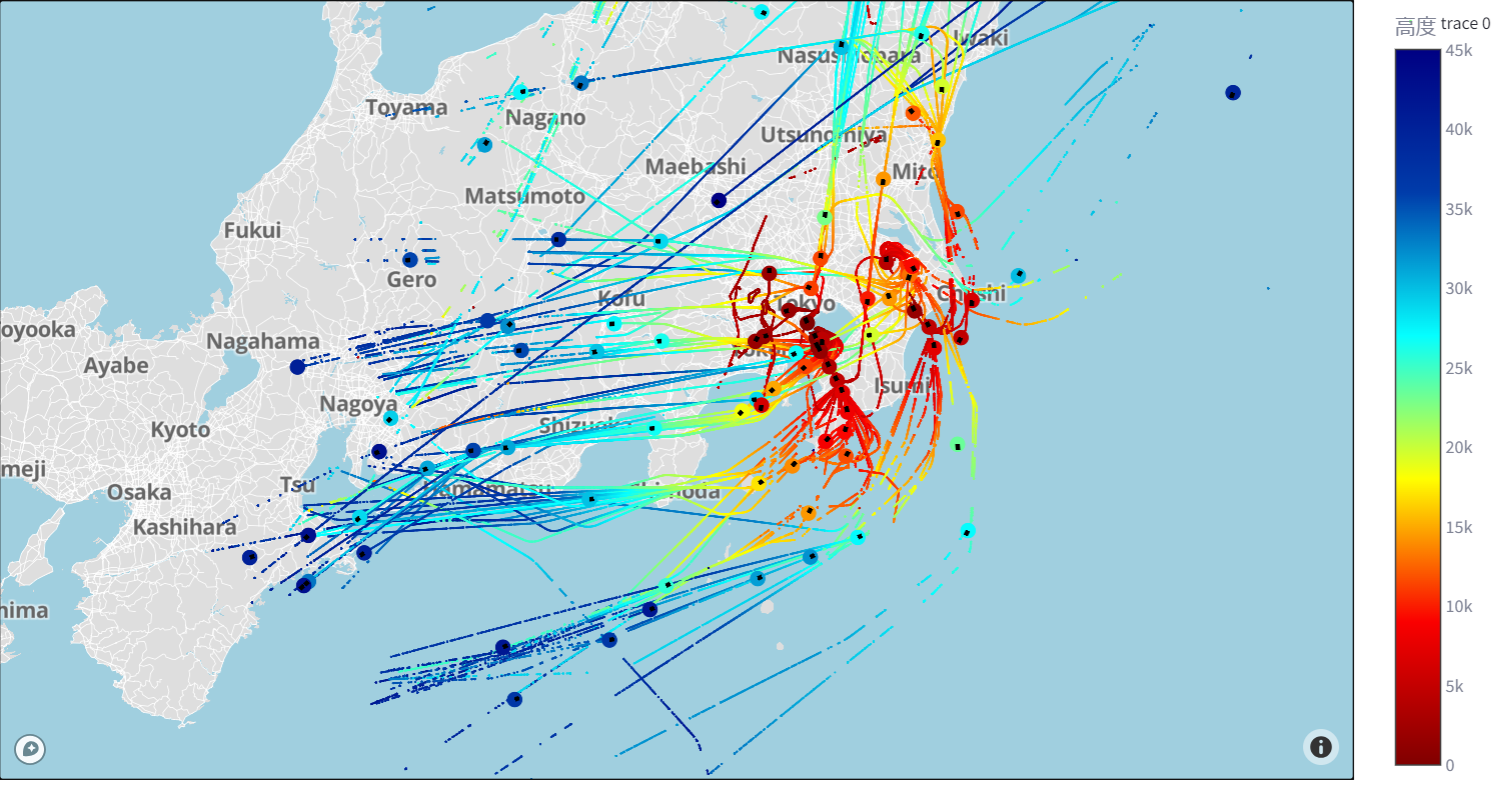 高度 trace 0
45k
40k
35k
30k
25k
20k
15k
10k
5k
0
Iwaki
Nasushiobara
Toyama
Nagano
Utsunomiya
Maebashi
Mito
Matsumoto
Fukui
Gero
Kofu
Tokyo
Choshi
oyooka
Nagahama
Ayabe
Isumi
Nagoya
Kyoto
Shizuoka
meji
Osaka
Tsu
Hamamatsu
Shimoda
Kashihara
hima